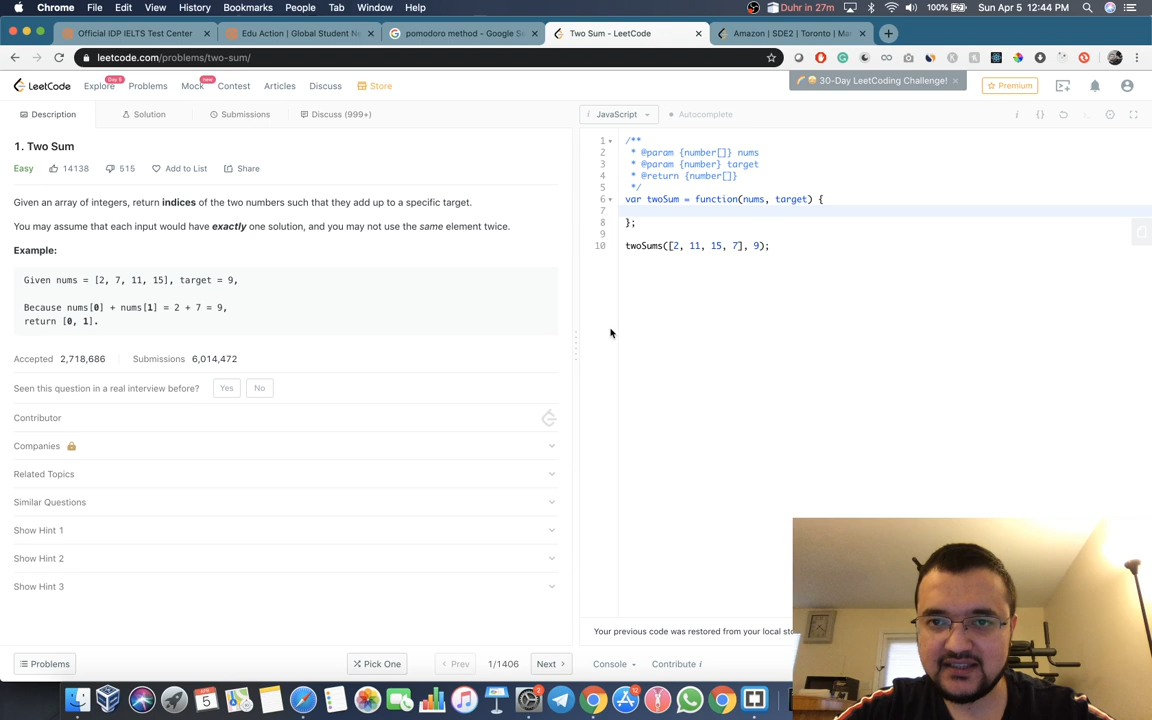 Chrome File Edit View History Bookmarks People Tab Window Help Duhr in 27m 100% Sun Apr 5 12:44 PM
Official IDP IELTS Test Center Edu Action | Global Student Ne pomodoro method - Google Se Two Sum - LeetCode Amazon | SDE2 | Toronto | Mar
leetcode.com/problems/two-sum/
LeetCode Explore Day 5 Problems Mock new Contest Articles Discuss Store 30-Day LeetCoding Challenge! Premium
Description Solution Submissions Discuss (999+) i JavaScript Autocomplete
1. Two Sum
Easy 14138 515 Add to List Share
Given an array of integers, return indices of the two numbers such that they add up to a specific target.
You may assume that each input would have exactly one solution, and you may not use the same element twice.
Example:
Given nums = [2, 7, 11, 15], target = 9,
Because nums[0] + nums[1] = 2 + 7 = 9,
return [0, 1].
Accepted 2,718,686 Submissions 6,014,472
Seen this question in a real interview before? Yes No
Contributor
Companies
Related Topics
Similar Questions
Show Hint 1
Show Hint 2
Show Hint 3
Problems Pick One Prev 1/1406 Next
1 /**
2 * @param {number[]} nums
3 * @param {number} target
4 * @return {number[]}
5 */
6 var twoSum = function(nums, target) {
7
8 };
9
10 twoSums([2, 11, 15, 7], 9);
Your previous code was restored from your local sto
Console Contribute i
5
2
12